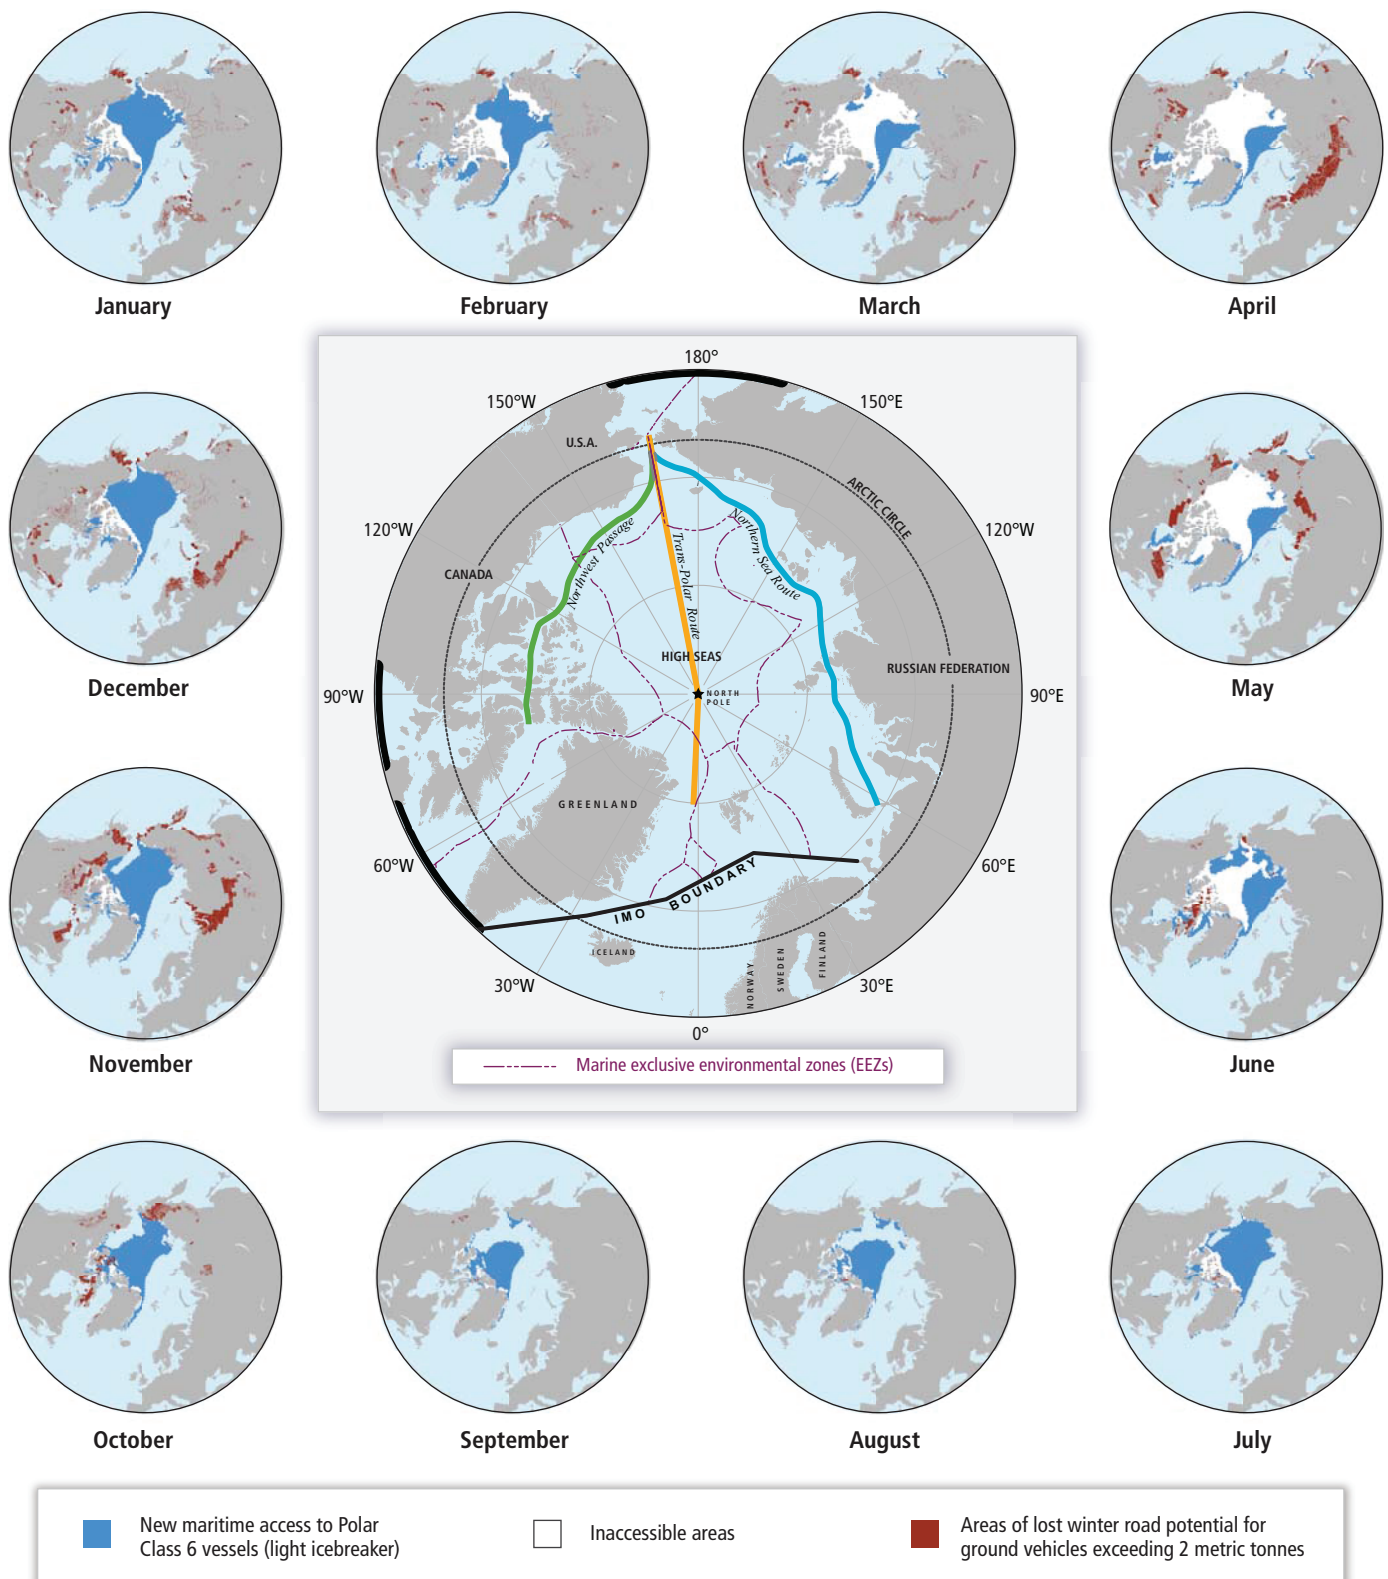 January
February
March
April
180°
150°W
150°E
U.S.A.
ARCTIC CIRCLE
120°W
120°W
Northwest Passage
Trans-Polar Route
Northern Sea Route
CANADA
HIGH SEAS
RUSSIAN FEDERATION
December
May
90°W
NORTH
POLE
90°E
GREENLAND
60°W
60°E
IMO BOUNDARY
ICELAND
NORWAY
SWEDEN
FINLAND
30°W
30°E
0°
November
Marine exclusive environmental zones (EEZs)
June
October
September
August
July
New maritime access to Polar
Class 6 vessels (light icebreaker)
Inaccessible areas
Areas of lost winter road potential for
ground vehicles exceeding 2 metric tonnes